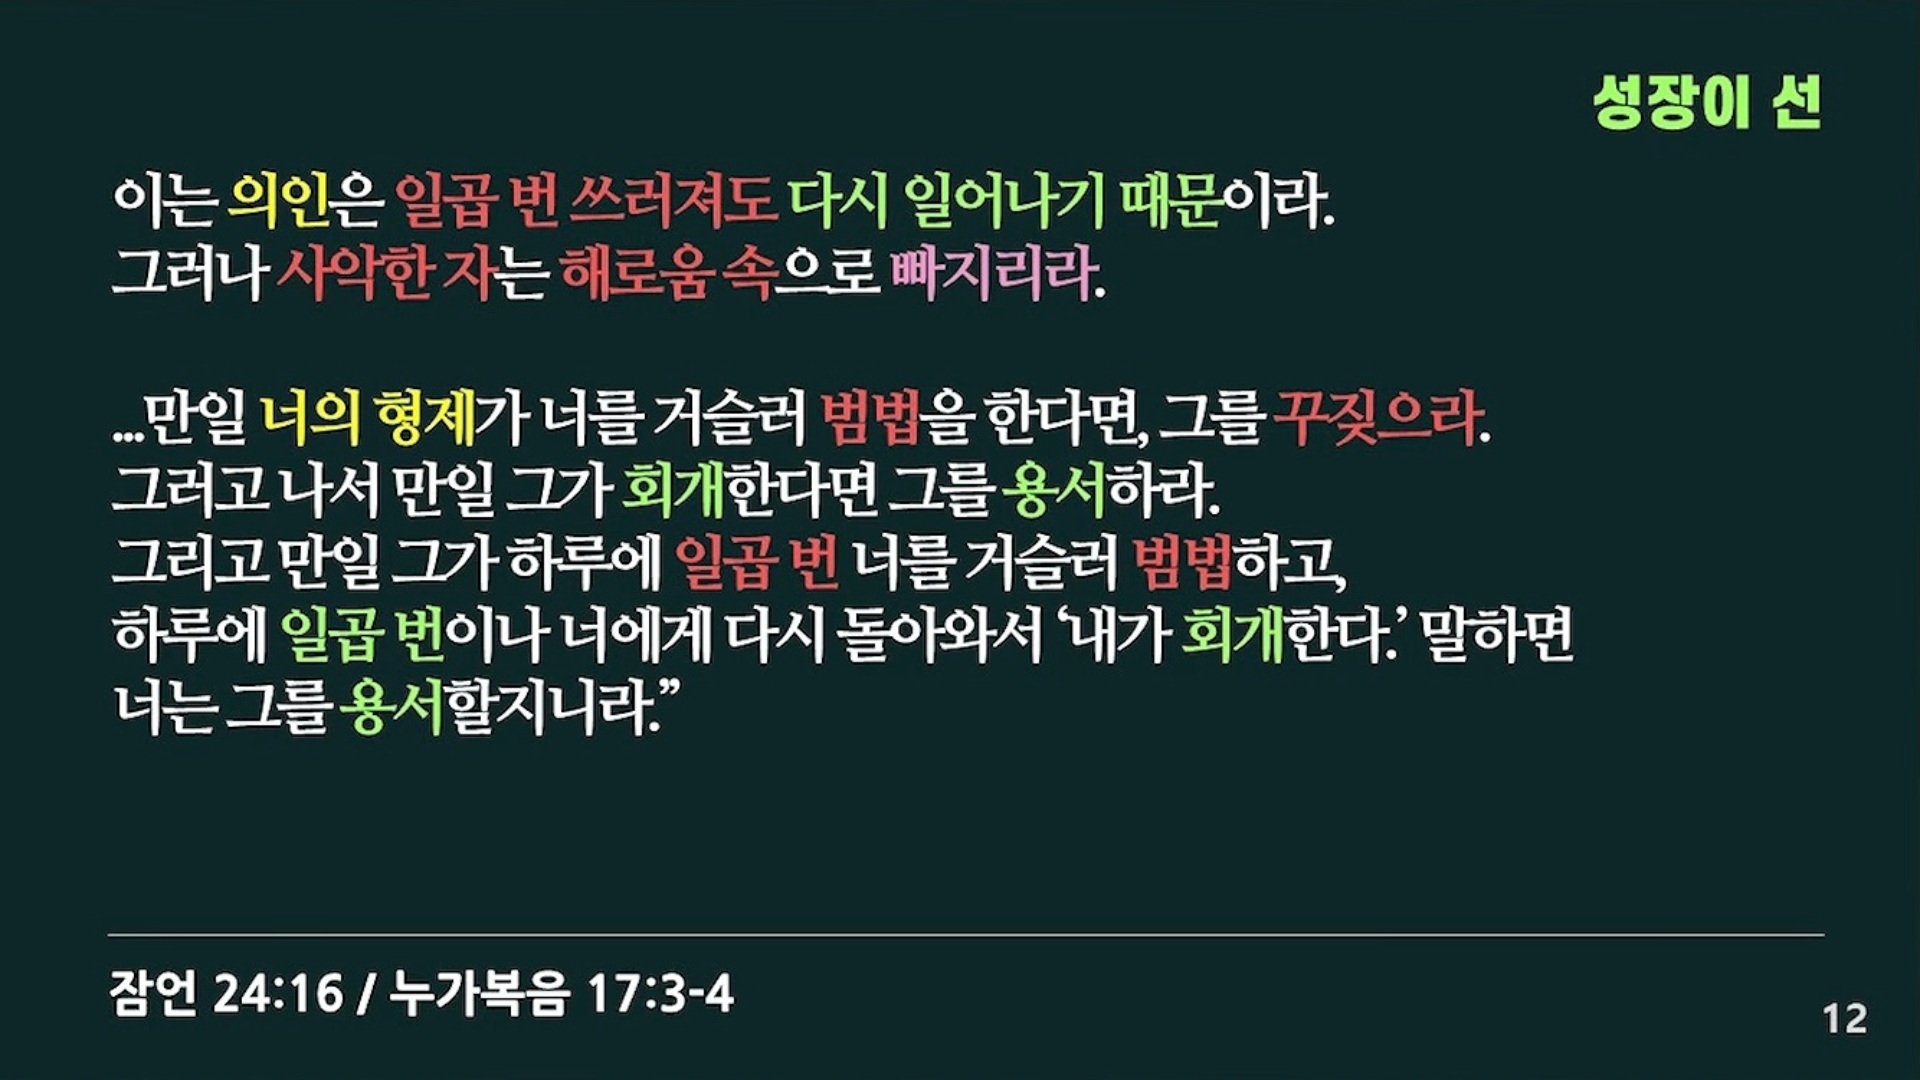 성장이 선
이는 의인은 일곱 번 쓰러져도 다시 일어나기 때문이라.
그러나 사악한 자는 해로움 속으로 빠지리라.
...만일 너의 형제가 너를 거슬러 범법을 한다면, 그를 꾸짖으라.
그러고 나서 만일 그가 회개한다면 그를 용서하라.
그리고 만일 그가 하루에 일곱 번 너를 거슬러 범법하고,
하루에 일곱 번이나 너에게 다시 돌아와서 ‘내가 회개한다.’ 말하면
너는 그를 용서할지니라.”
잠언 24:16 / 누가복음 17:3-4
12